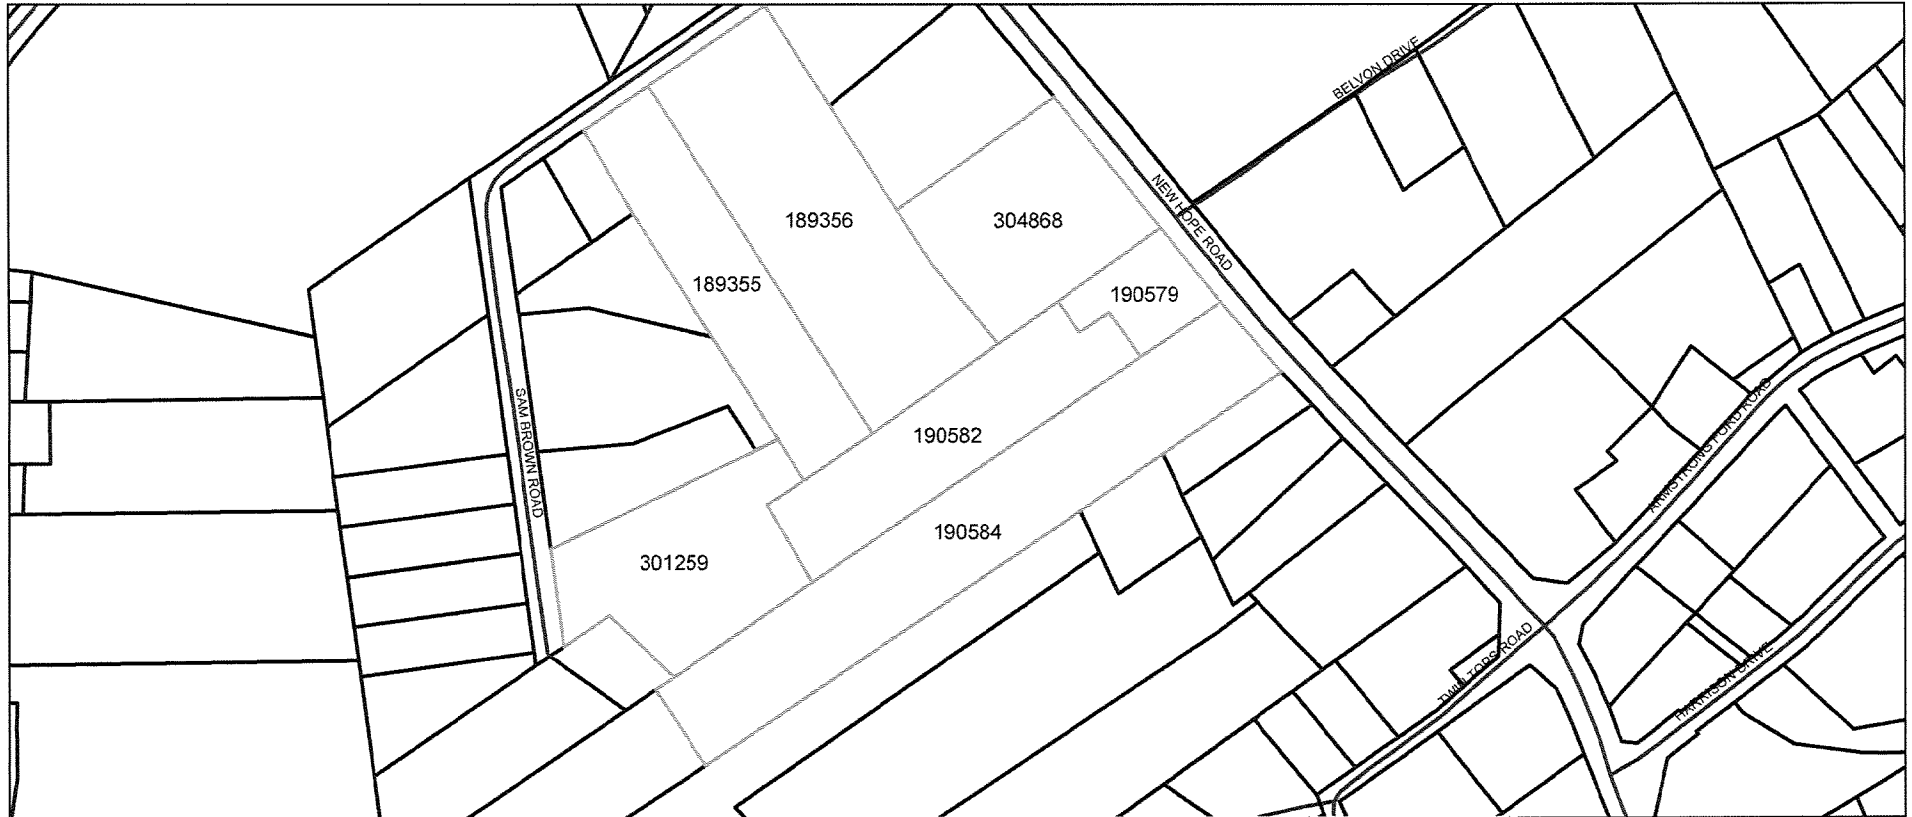 BELVON DRIVE
NEW HOPE ROAD
189356
304868
189355
190579
SAM BROWN ROAD
190582
ARMSTRONG FORD ROAD
190584
301259
TWIN TOPS ROAD
HARRISON DRIVE